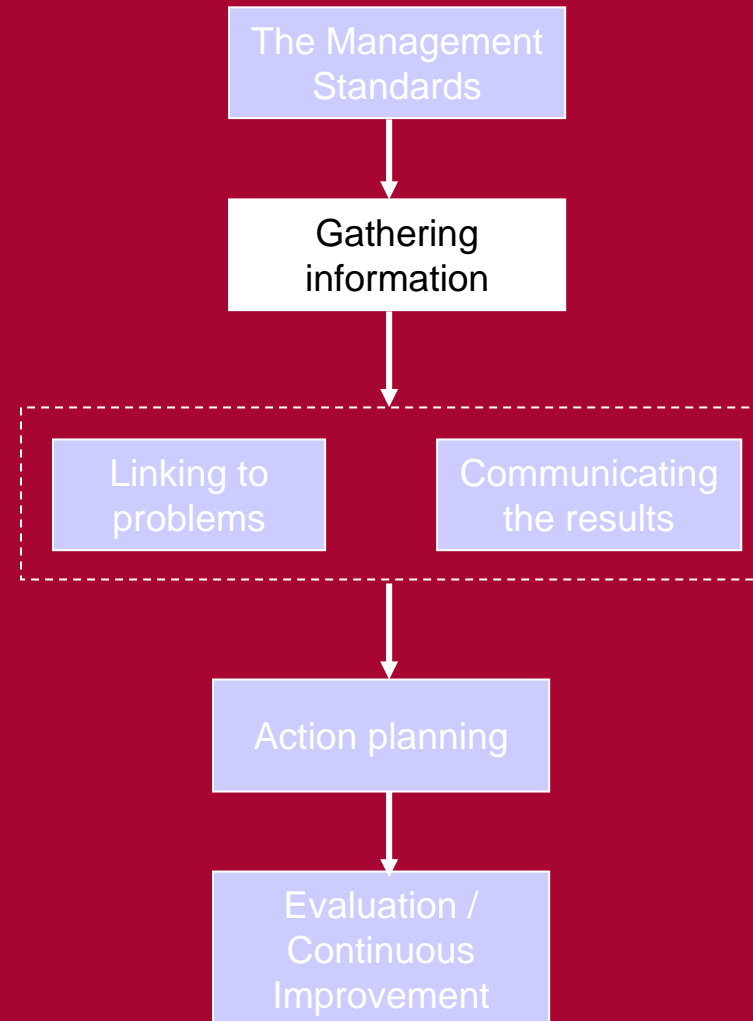 The Management
Standards
Gathering
information
Linking to
problems
Communicating
the results
Action planning
Evaluation /
Continuous
Improvement